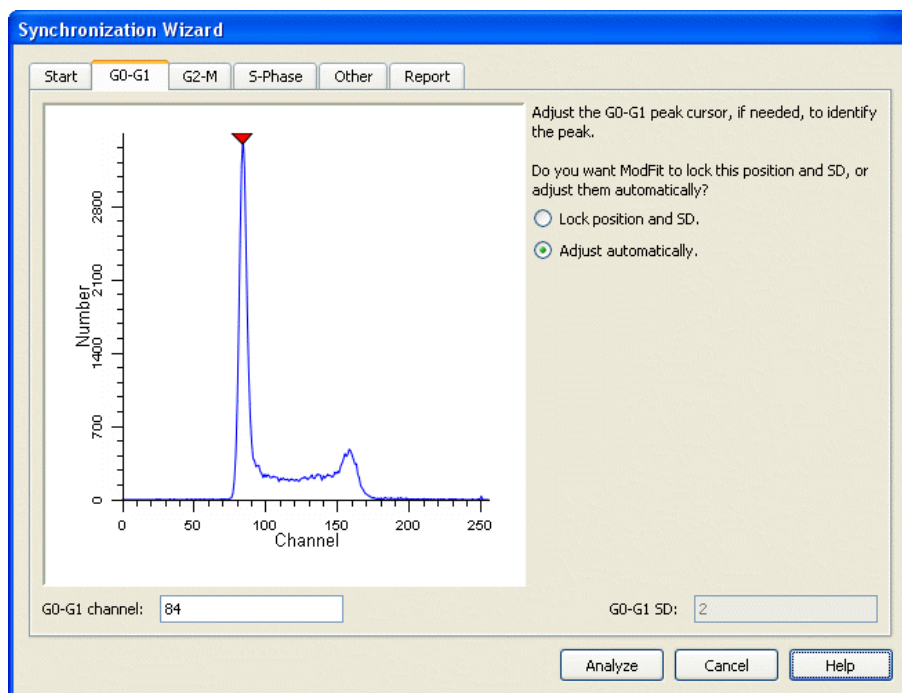 Synchronization Wizard
Start G0-G1 G2-M S-Phase Other Report
Adjust the G0-G1 peak cursor, if needed, to identify
the peak.
Do you want ModFit to lock this position and SD, or
adjust them automatically?
Lock position and SD.
Adjust automatically.
Number
2800
2100
1400
700
0
0 50 100 150 200 250
Channel
G0-G1 channel: 84 G0-G1 SD: 2
Analyze Cancel Help